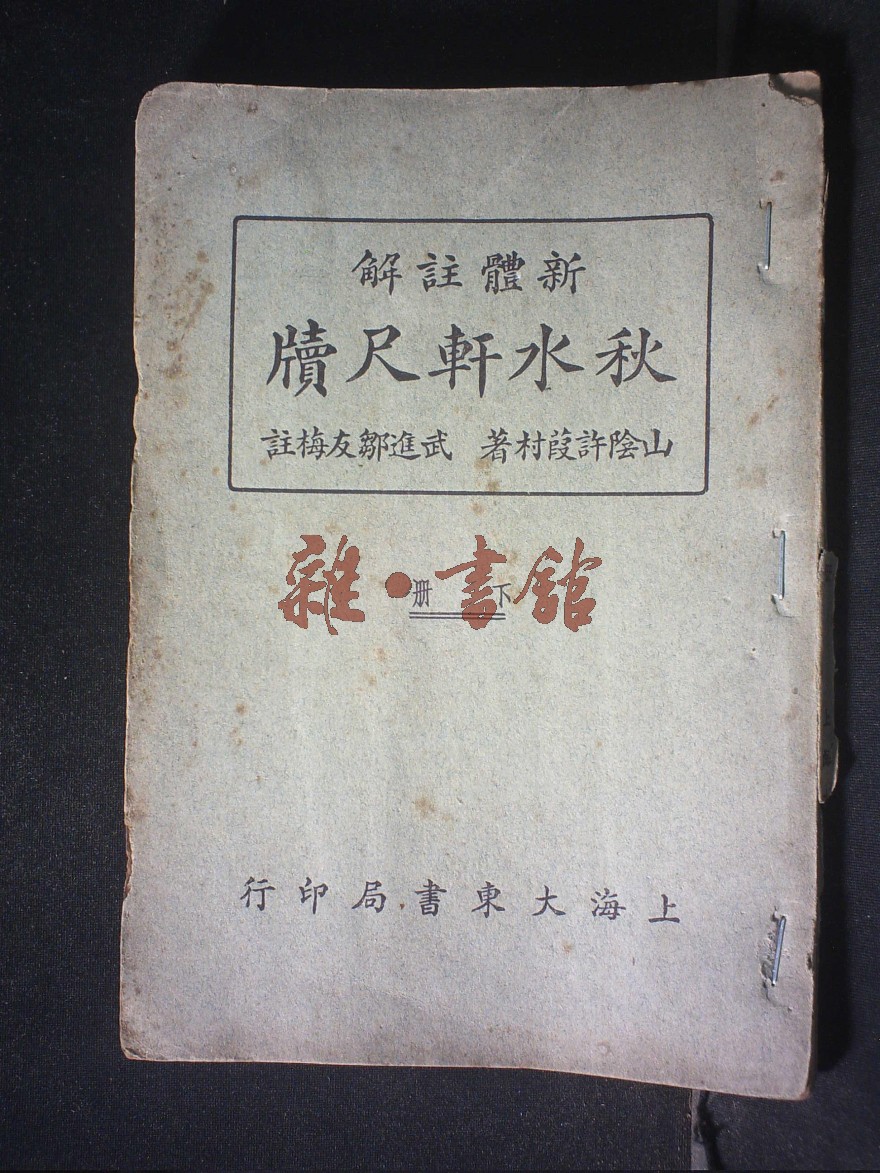 新體註解
秋水軒尺牘
山陰許葭村著　武進鄒友梅註
下册
雜·書館
上海大東書局印行